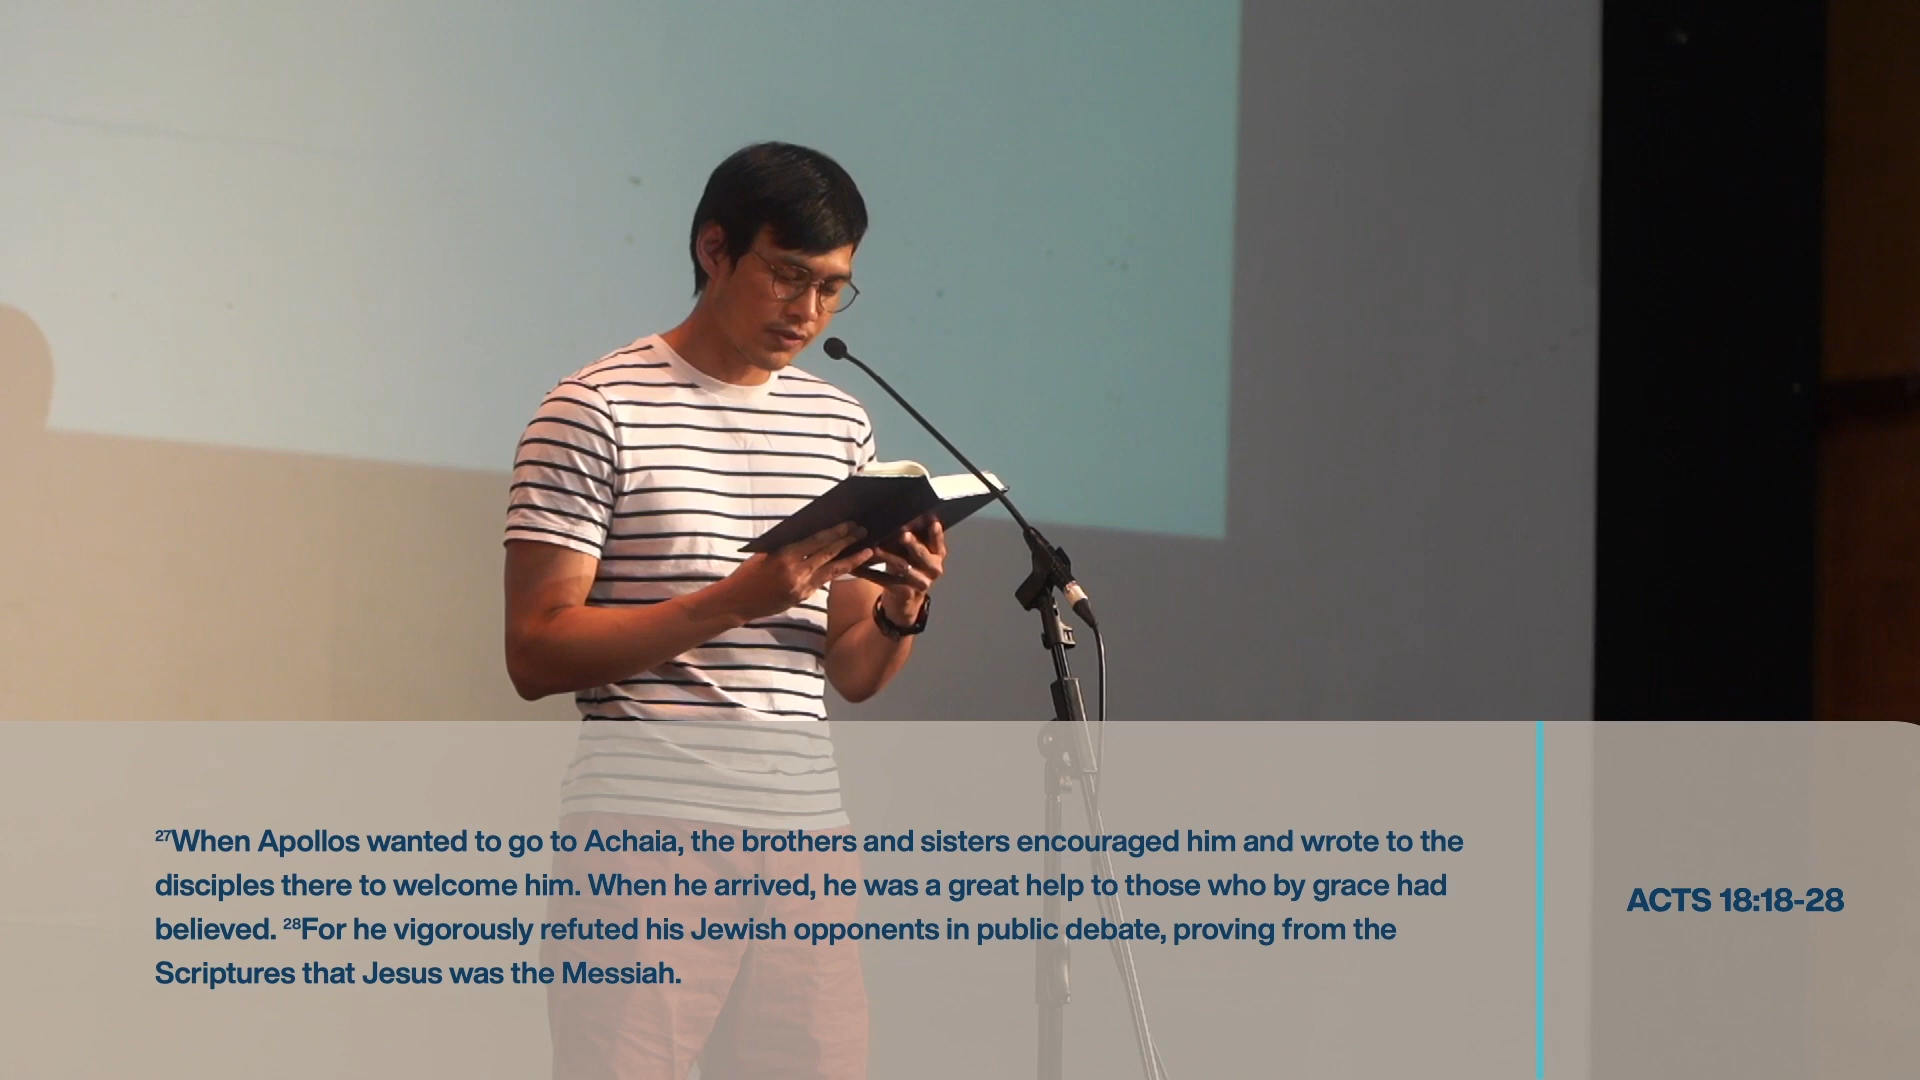 ²⁷When Apollos wanted to go to Achaia, the brothers and sisters encouraged him and wrote to the
disciples there to welcome him. When he arrived, he was a great help to those who by grace had
believed. ²⁸For he vigorously refuted his Jewish opponents in public debate, proving from the
Scriptures that Jesus was the Messiah.
ACTS 18:18-28